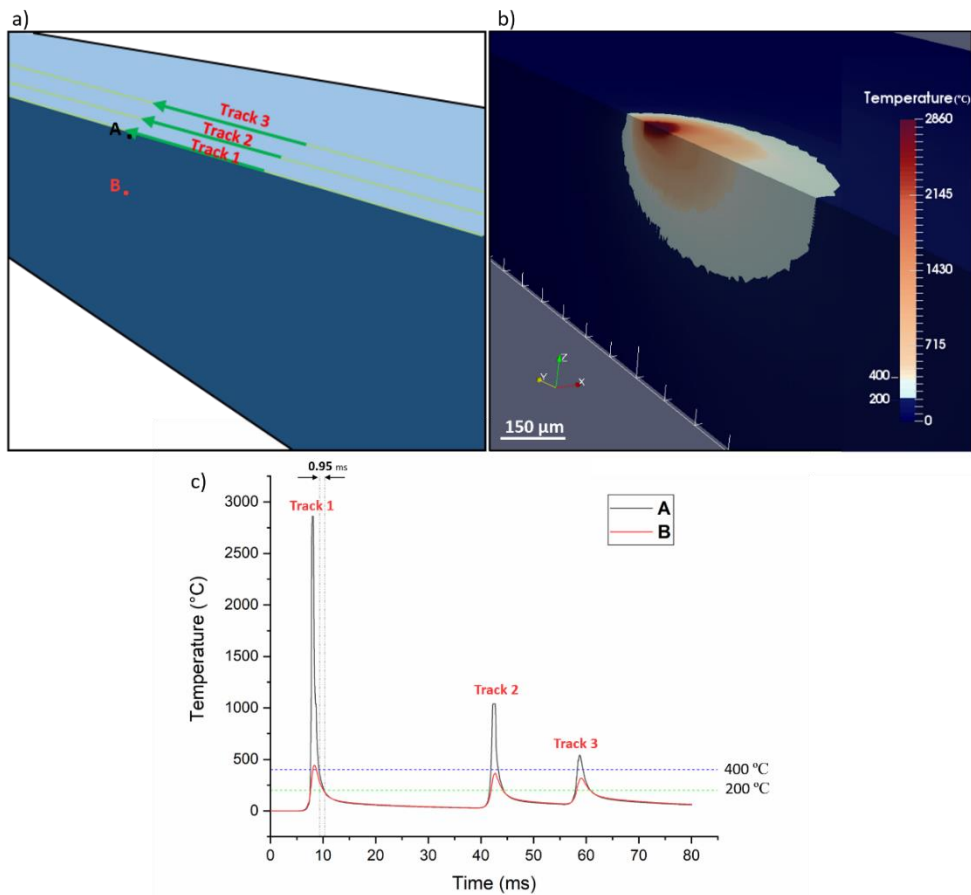 a)
Track 3
Track 2
Track 1
A
B
b)
Temperature(°C)
2860
2145
1430
715
400
200
0
Z
Y
X
150 µm
c)
0.95 ms
Track 1
A
B
Track 2
Track 3
400 ℃
200 ℃
3000
2500
2000
1500
1000
500
0
Temperature (°C)
0 10 20 30 40 50 60 70 80
Time (ms)